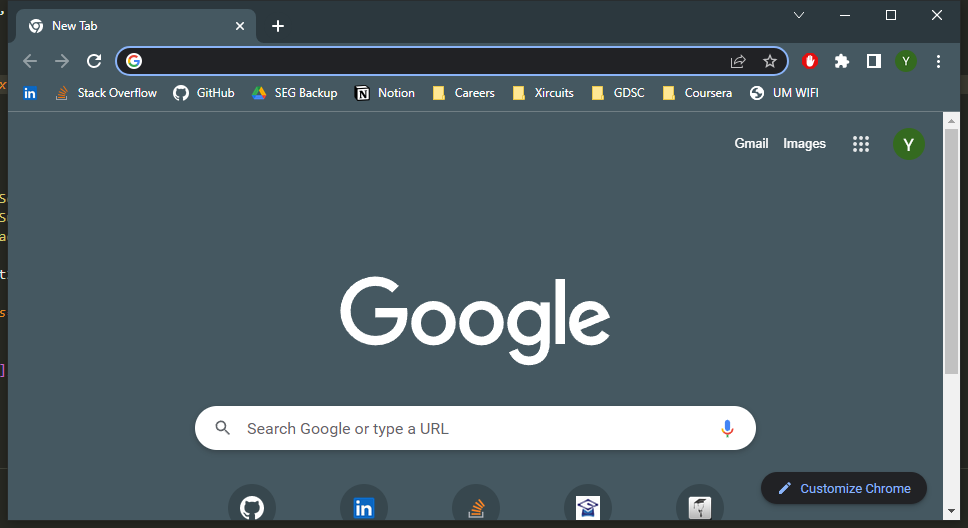 New Tab
Stack Overflow GitHub SEG Backup Notion Careers Xircuits GDSC Coursera UM WIFI
Y
Gmail Images Y
Google
Search Google or type a URL
Customize Chrome